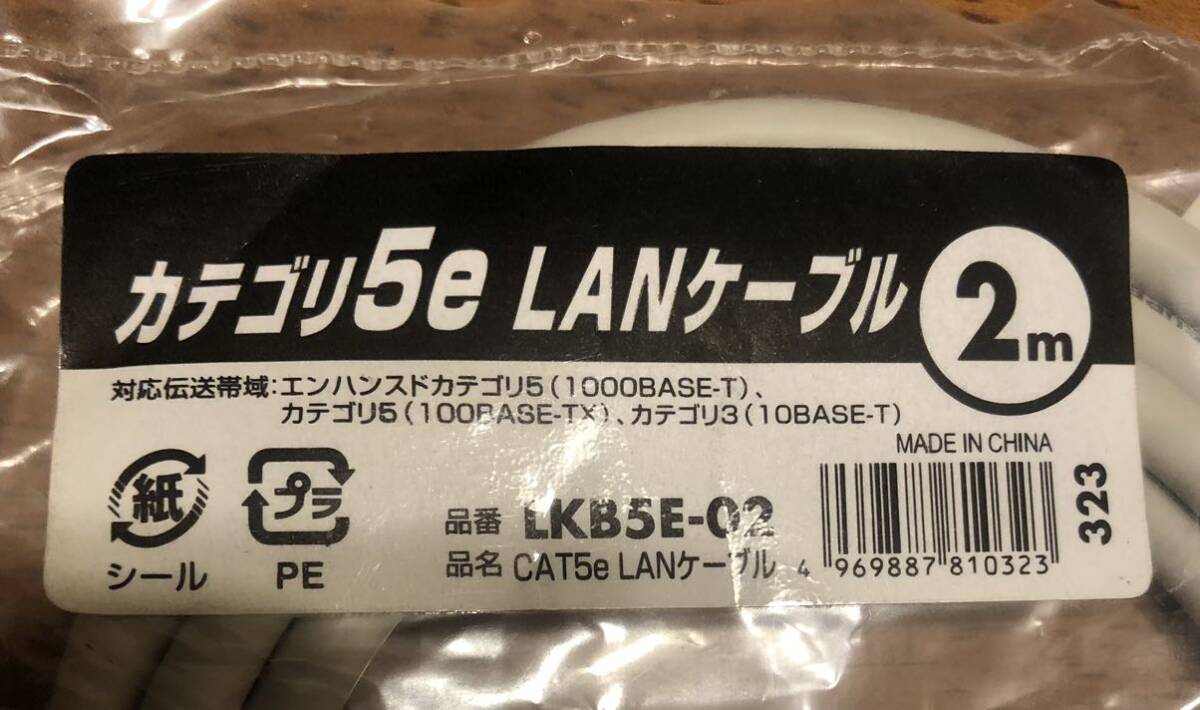 カテゴリ5e LANケーブル 2m
対応伝送帯域:エンハンスドカテゴリ5(1000BASE-T)、
カテゴリ5(100BASE-TX)、カテゴリ3(10BASE-T)
MADE IN CHINA
紙
シール
プラ
PE
品番 LKB5E-02
品名 CAT5e LANケーブル
4 969887 810323
323